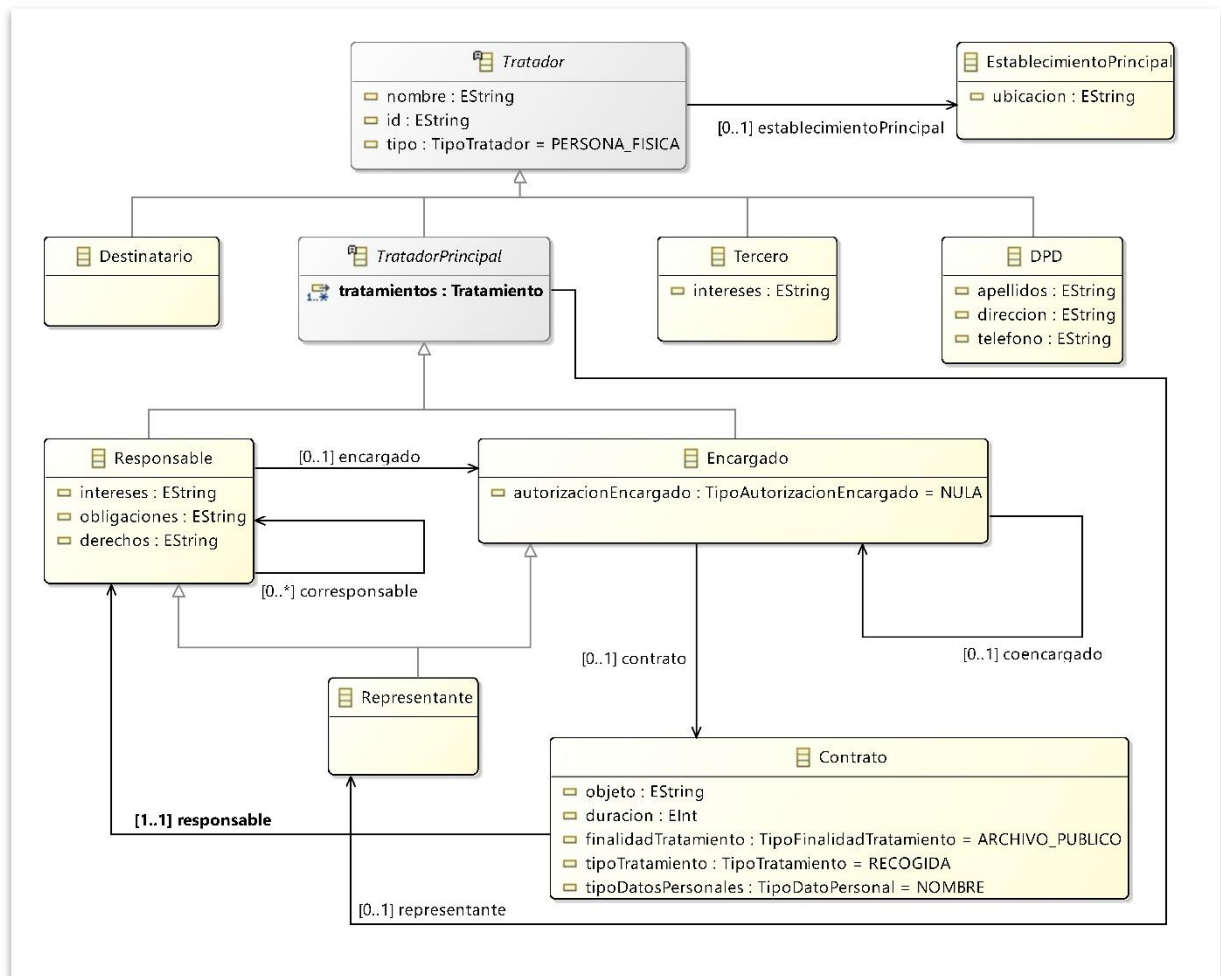 Tratador
nombre : EString
id : EString
tipo : TipoTratador = PERSONA_FISICA
EstablecimientoPrincipal
ubicacion : EString
[0..1] establecimientoPrincipal
Destinatario
TratadorPrincipal
1..*
tratamientos : Tratamiento
Tercero
intereses : EString
DPD
apellidos : EString
direccion : EString
telefono : EString
Responsable
intereses : EString
obligaciones : EString
derechos : EString
[0..1] encargado
Encargado
autorizacionEncargado : TipoAutorizacionEncargado = NULA
[0..*] corresponsable
[0..1] contrato
[0..1] coencargado
Representante
Contrato
objeto : EString
duracion : EInt
finalidadTratamiento : TipoFinalidadTratamiento = ARCHIVO_PUBLICO
tipoTratamiento : TipoTratamiento = RECOGIDA
tipoDatosPersonales : TipoDatoPersonal = NOMBRE
[1..1] responsable
[0..1] representante